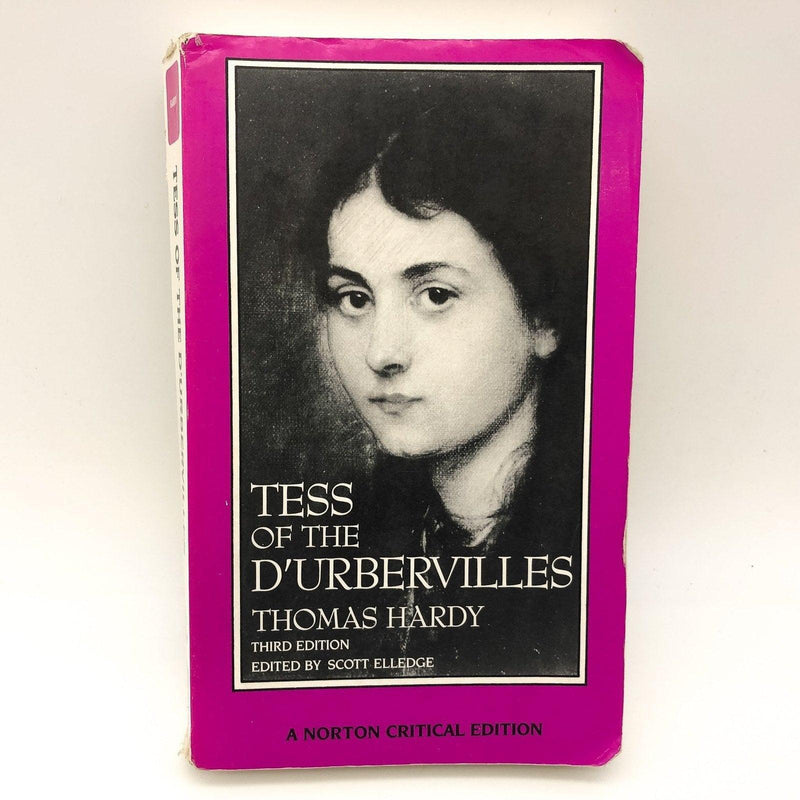 TESS
OF THE
D'URBERVILLES
THOMAS HARDY
THIRD EDITION
EDITED BY SCOTT ELLEDGE
A NORTON CRITICAL EDITION
TESS OF THE D'URBERVILLES